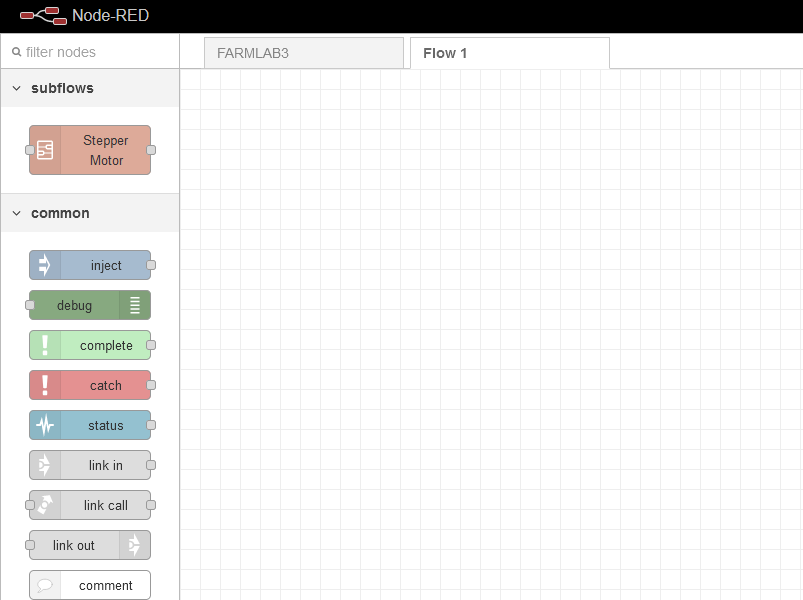 Node-RED
filter nodes
FARMLAB3
Flow 1
subflows
Stepper
Motor
common
inject
debug
complete
catch
status
link in
link call
link out
comment